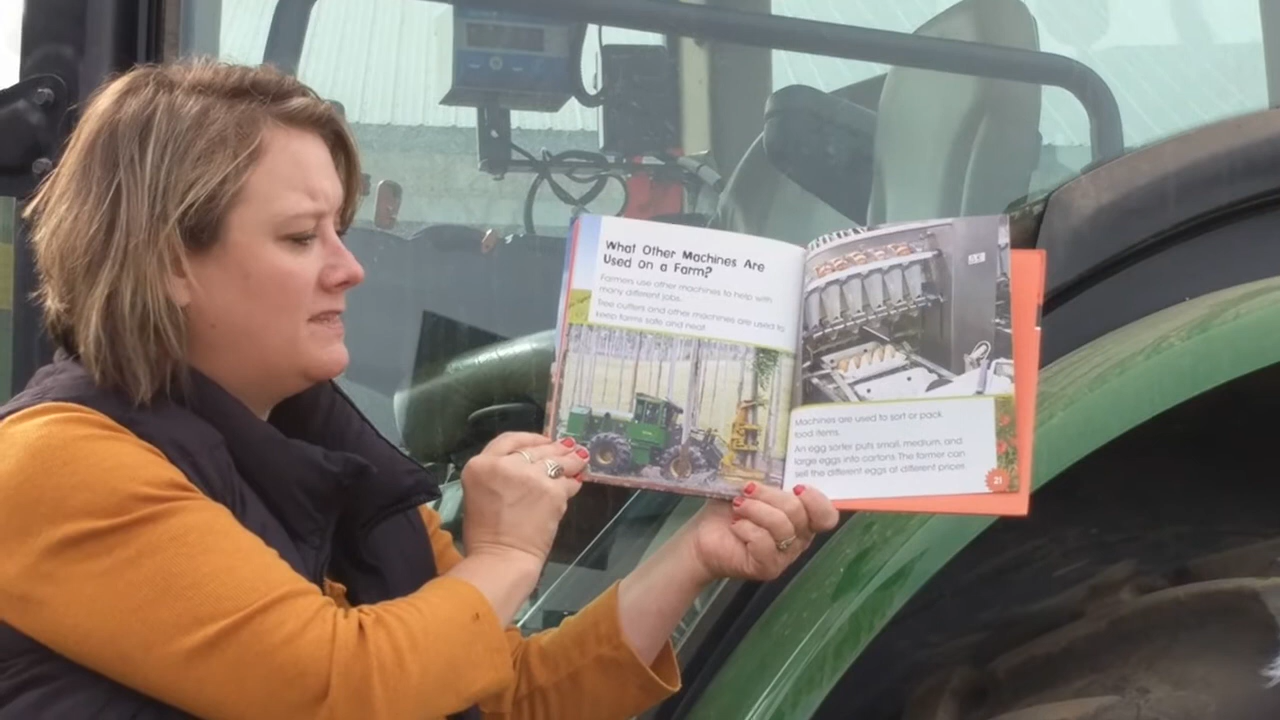 What Other Machines Are
Used on a Farm?
Farmers use other machines to help with
many different jobs.
Tree cutters and other machines are used to
keep farms safe and neat.
Machines are used to sort or pack
food items.
An egg sorter puts small, medium, and
large eggs into cartons. The farmer can
sell the different eggs at different prices.
21